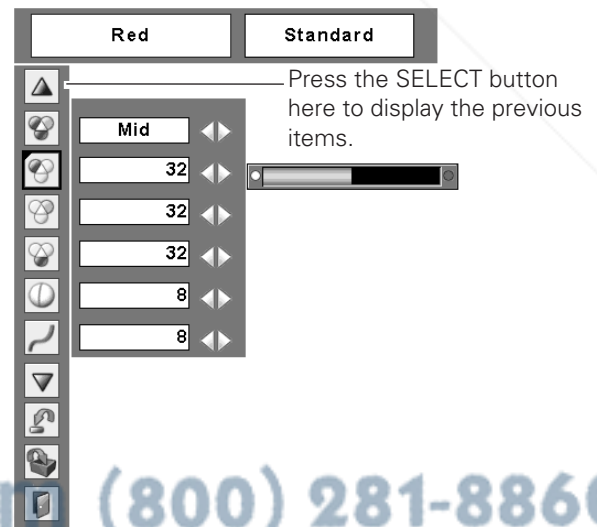 Red Standard
Press the SELECT button
here to display the previous
items.
Mid
32
32
32
8
8
(800) 281-8860